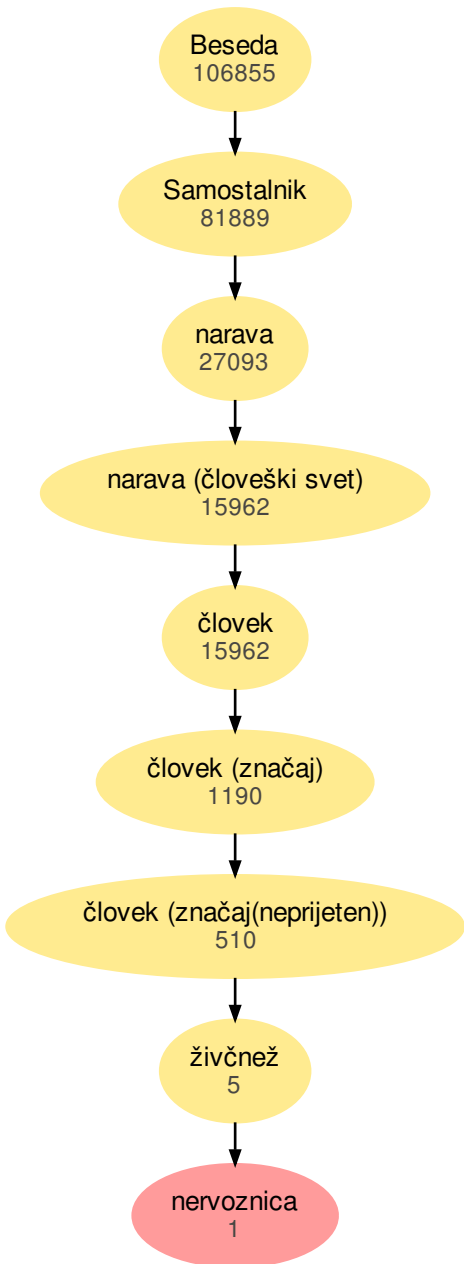 Beseda
106855
Samostalnik
81889
narava
27093
narava (človeški svet)
15962
človek
15962
človek (značaj)
1190
človek (značaj(neprijeten))
510
živčnež
5
nervoznica
1